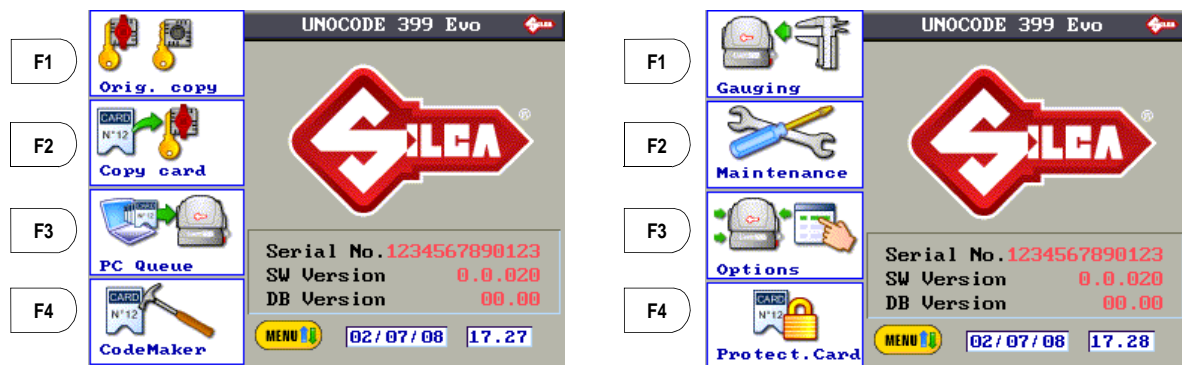 UNOCODE 399 Evo
SILCA
F1
Orig. copy
CARD
N°12
F2
Copy card
SILCA
®
F3
PC Queue
Serial No.1234567890123
SW Version 0.0.020
DB Version 00.00
F4
CARD
N°12
CodeMaker
MENU
02/07/08
17.27
UNOCODE 399 Evo
SILCA
F1
Gauging
F2
Maintenance
SILCA
®
F3
Options
Serial No.1234567890123
SW Version 0.0.020
DB Version 00.00
F4
CARD
N°12
Protect.Card
MENU
02/07/08
17.28